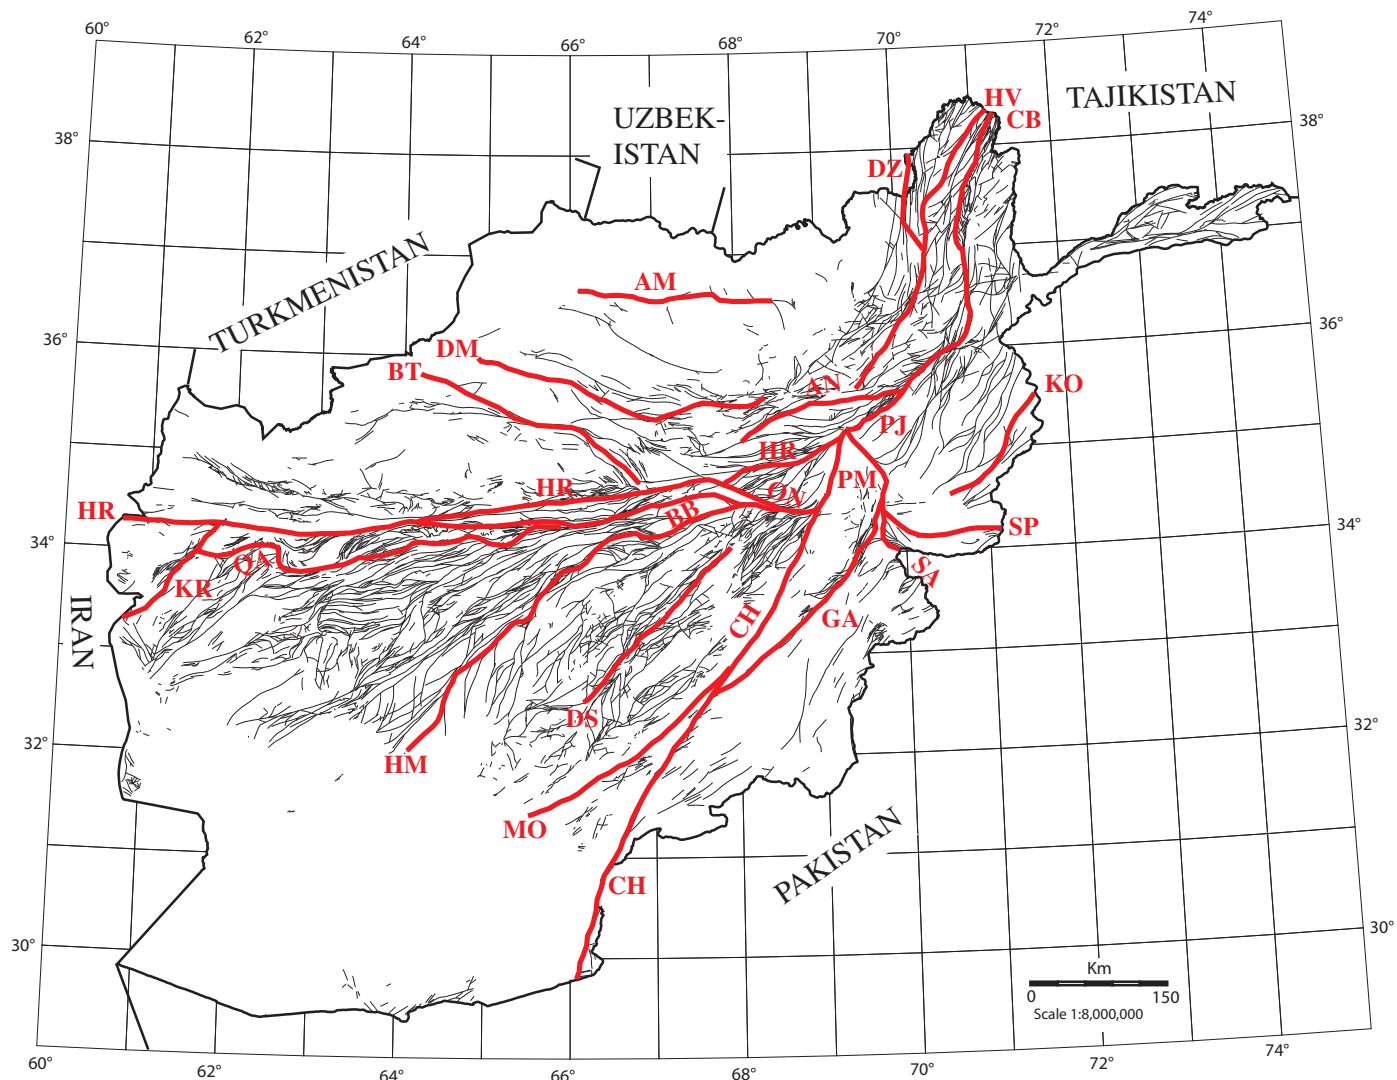 60°
62°
64°
66°
68°
70°
72°
74°
HV
TAJIKISTAN
CB
38°
UZBEK-
ISTAN
38°
DZ
TURKMENISTAN
AM
36°
36°
DM
BT
AN
KO
PJ
HR
PM
HR
QN
HR
BB
SP
34°
34°
QA
SA
KR
IRAN
CH
GA
DS
32°
32°
HM
MO
PAKISTAN
CH
30°
30°
Km
0 150
Scale 1:8,000,000
60°
62°
64°
66°
68°
70°
72°
74°